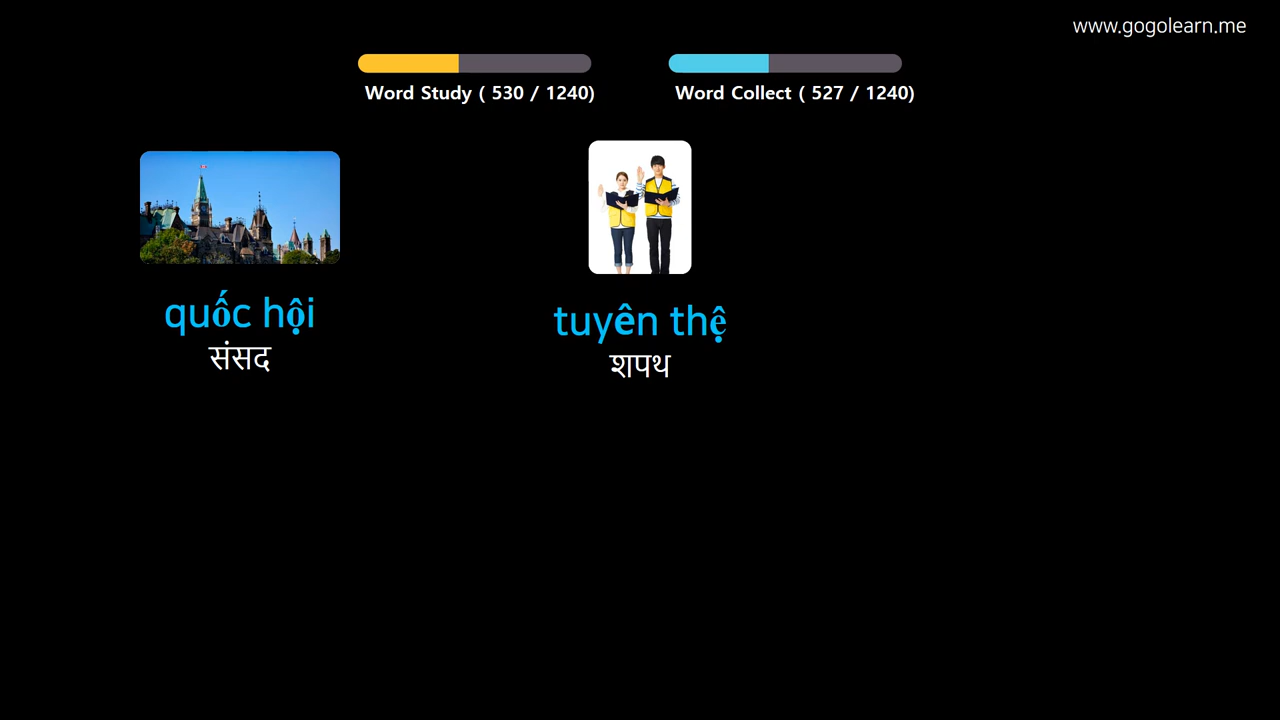 www.gogolearn.me
Word Study ( 530 / 1240)
Word Collect ( 527 / 1240)
quốc hội
संसद
tuyên thệ
शपथ